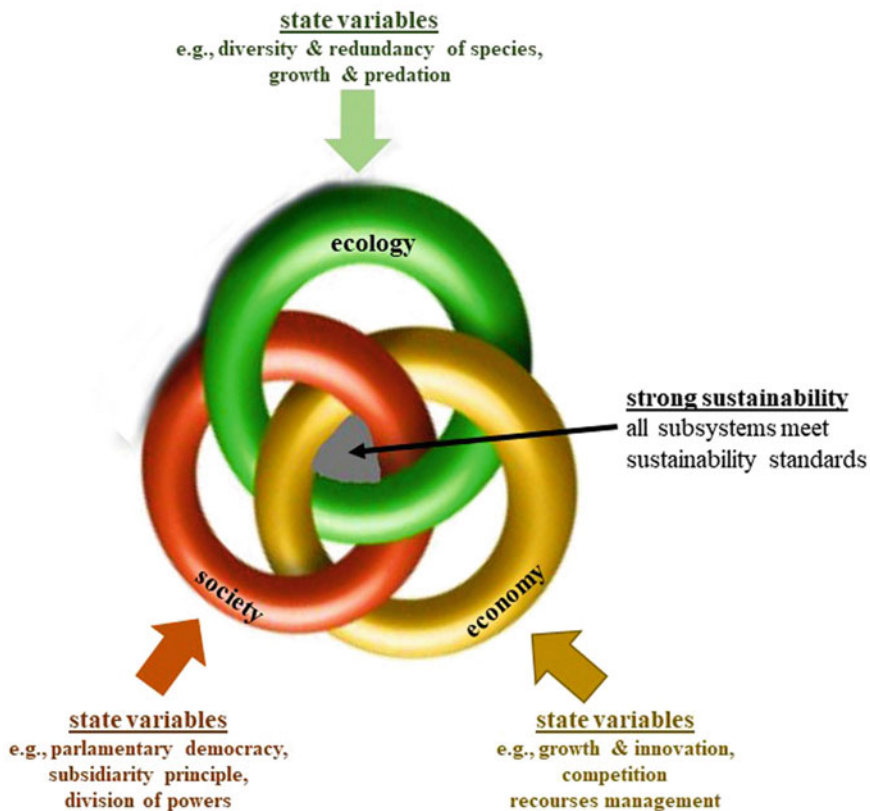 state variables
e.g., diversity & redundancy of species,
growth & predation
ecology
strong sustainability
all subsystems meet
sustainability standards
society
economy
state variables
e.g., parlamentary democracy,
subsidiarity principle,
division of powers
state variables
e.g., growth & innovation,
competition
recourses management